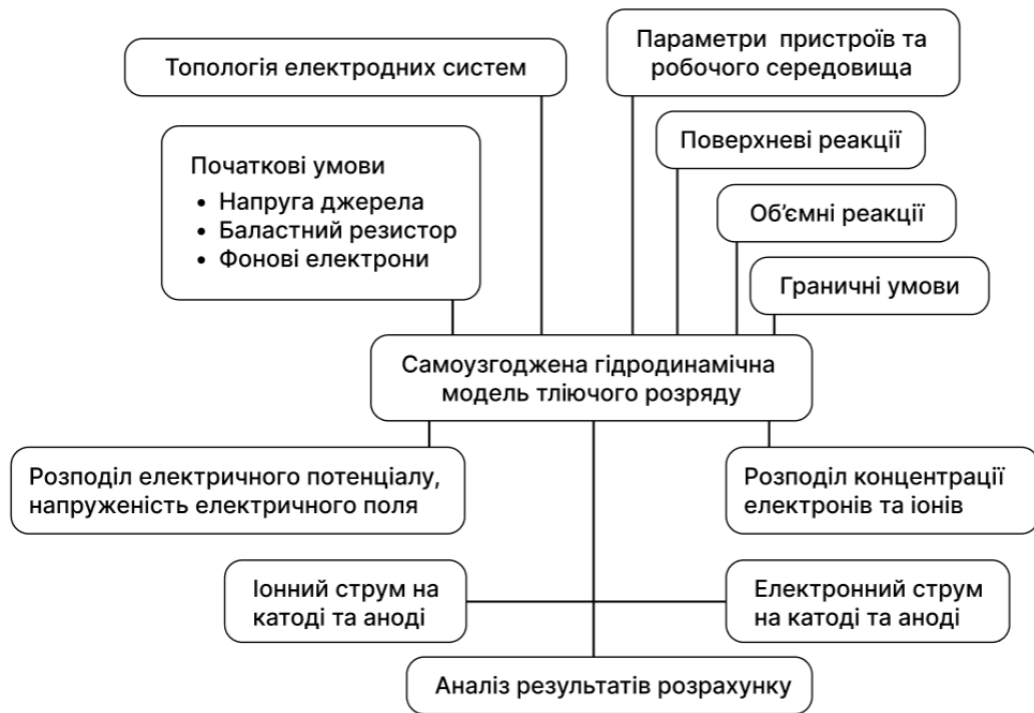 Топологія електродних систем
Параметри пристроїв та
робочого середовища
Початкові умови
• Напруга джерела
• Баластний резистор
• Фонові електрони
Поверхневі реакції
Об'ємні реакції
Граничні умови
Самоузгоджена гідродинамічна
модель тліючого розряду
Розподіл електричного потенціалу,
напруженість електричного поля
Розподіл концентрації
електронів та іонів
Іонний струм на
катоді та аноді
Електронний струм
на катоді та аноді
Аналіз результатів розрахунку